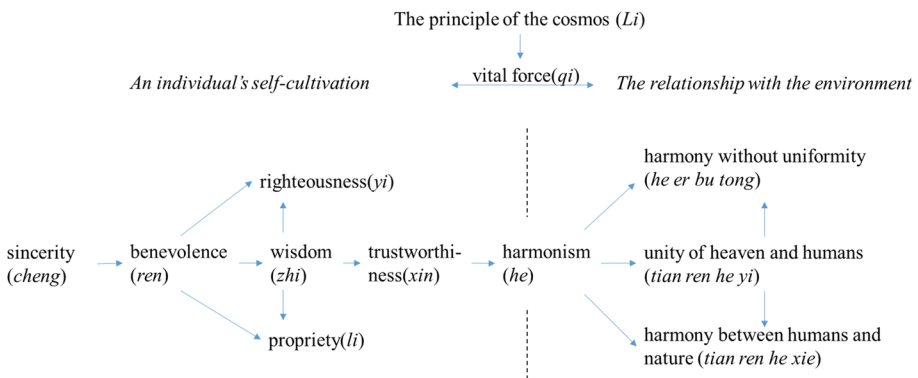 The principle of the cosmos (Li)
vital force(qi)
An individual's self-cultivation
The relationship with the environment
harmony without uniformity
(he er bu tong)
righteousness(yi)
sincerity
(cheng)
benevolence
(ren)
wisdom
(zhi)
trustworthi-
ness(xin)
harmonism
(he)
unity of heaven and humans
(tian ren he yi)
propriety(li)
harmony between humans and
nature (tian ren he xie)